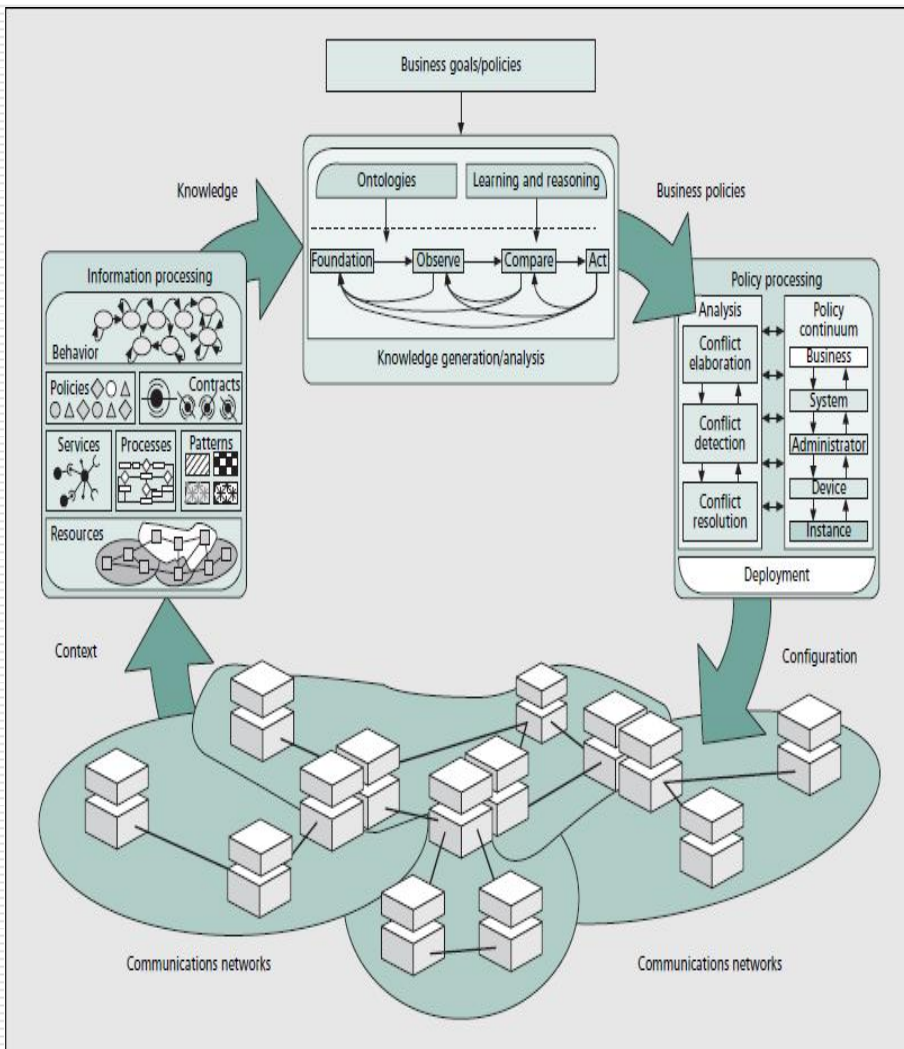 Business goals/policies
Knowledge
Ontologies
Learning and reasoning
Business policies
Foundation
Observe
Compare
Act
Knowledge generation/analysis
Information processing
Behavior
Policies
Contracts
Services
Processes
Patterns
Resources
Policy processing
Analysis
Conflict
elaboration
Conflict
detection
Conflict
resolution
Policy
continuum
Business
System
Administrator
Device
Instance
Deployment
Context
Configuration
Communications networks
Communications networks